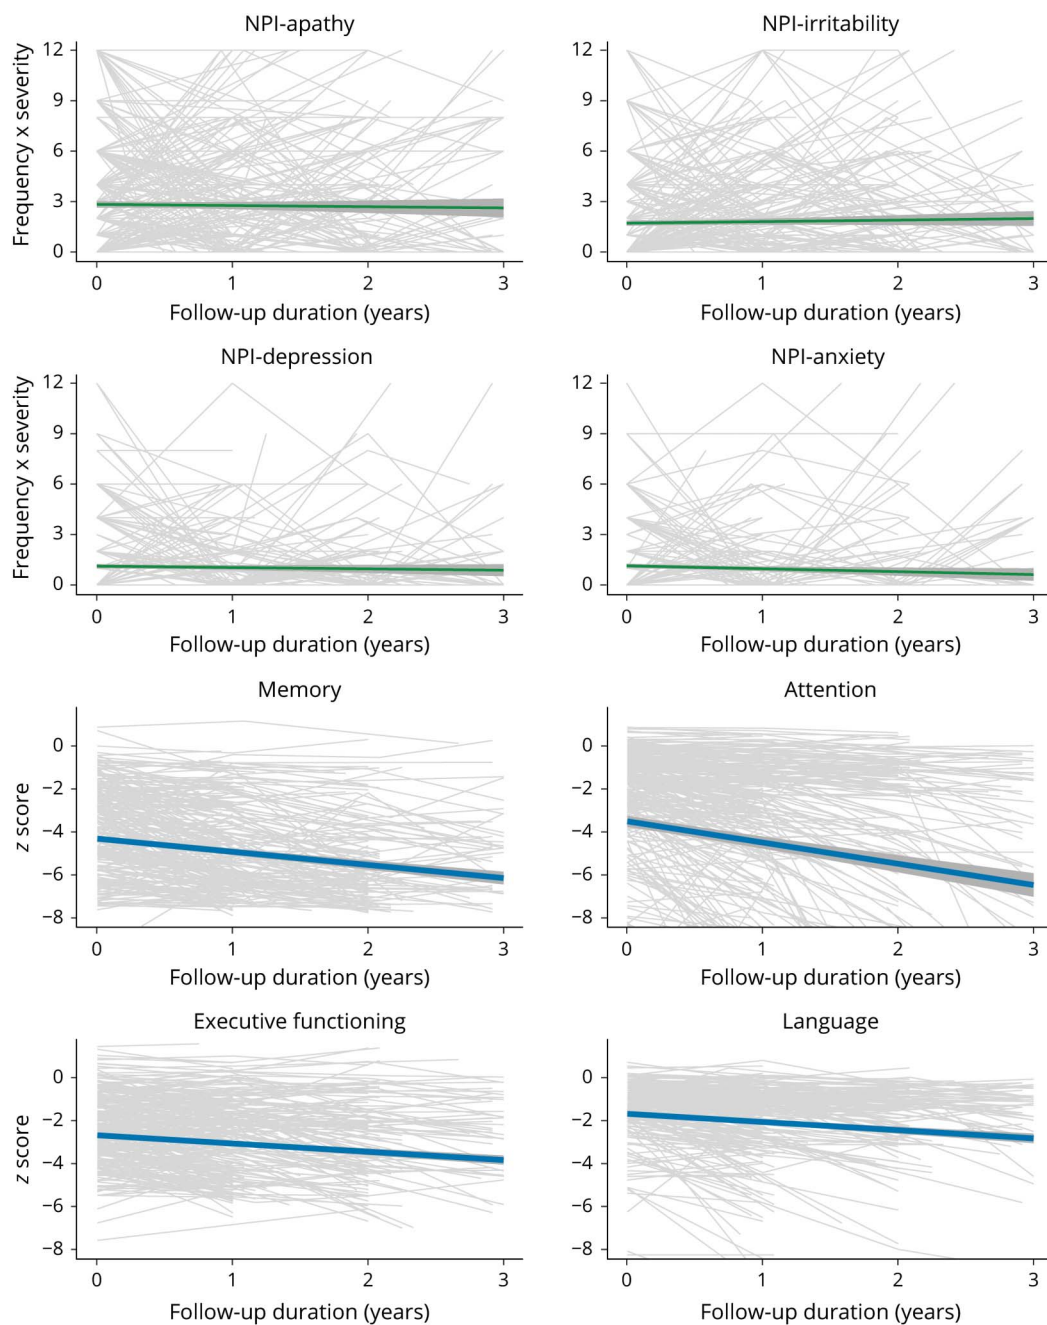 NPI-apathy
Frequency x severity
12
9
6
3
0
0 1 2 3
Follow-up duration (years)
NPI-irritability
12
9
6
3
0
0 1 2 3
Follow-up duration (years)
NPI-depression
Frequency x severity
12
9
6
3
0
0 1 2 3
Follow-up duration (years)
NPI-anxiety
12
9
6
3
0
0 1 2 3
Follow-up duration (years)
Memory
z score
0
−2
−4
−6
−8
0 1 2 3
Follow-up duration (years)
Attention
0
−2
−4
−6
−8
0 1 2 3
Follow-up duration (years)
Executive functioning
z score
0
−2
−4
−6
−8
0 1 2 3
Follow-up duration (years)
Language
0
−2
−4
−6
−8
0 1 2 3
Follow-up duration (years)